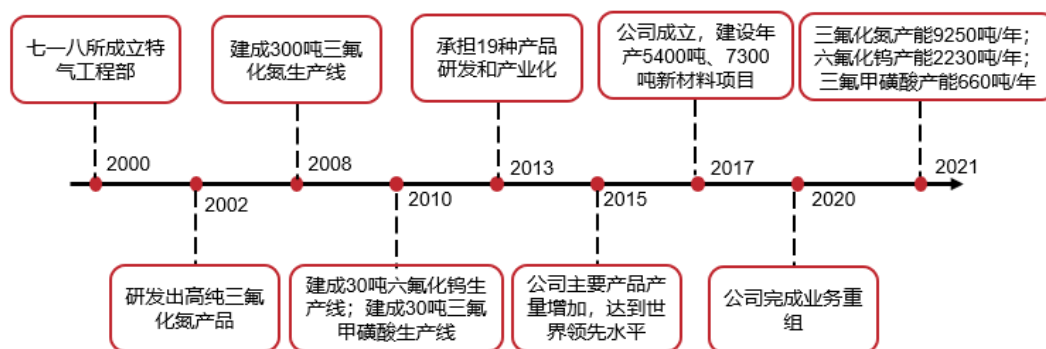 七一八所成立特
气工程部
建成300吨三氟
化氮生产线
承担19种产品
研发和产业化
公司成立，建设年
产5400吨、7300
吨新材料项目
三氟化氮产能9250吨/年；
六氟化钨产能2230吨/年；
三氟甲磺酸产能660吨/年
2000
2008
2013
2017
2021
2002
2010
2015
2020
研发出高纯三氟
化氮产品
建成30吨六氟化钨生
产线；建成30吨三氟
甲磺酸生产线
公司主要产品产
量增加，达到世
界领先水平
公司完成业务重
组